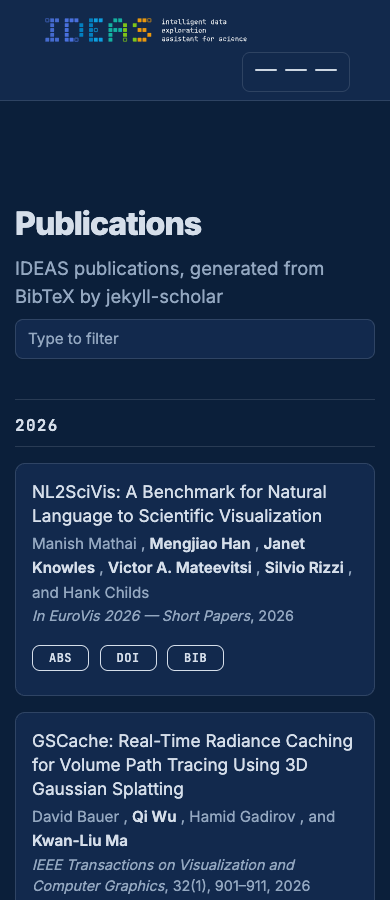 IDEAS
intelligent data
exploration
assistant for science
Publications
IDEAS publications, generated from
BibTeX by jekyll-scholar
Type to filter
2026
NL2SciVis: A Benchmark for Natural
Language to Scientific Visualization
Manish Mathai , Mengjiao Han , Janet
Knowles , Victor A. Mateevitsi , Silvio Rizzi ,
and Hank Childs
In EuroVis 2026 — Short Papers, 2026
ABS DOI BIB
GSCache: Real-Time Radiance Caching
for Volume Path Tracing Using 3D
Gaussian Splatting
David Bauer , Qi Wu , Hamid Gadirov , and
Kwan-Liu Ma
IEEE Transactions on Visualization and
Computer Graphics, 32(1), 901–911, 2026